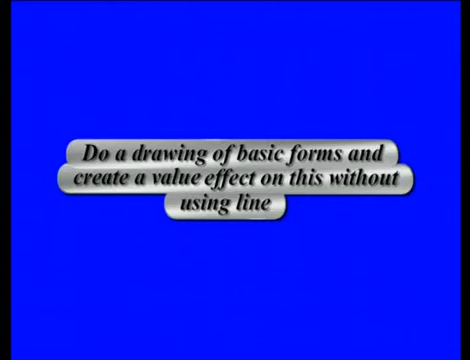 Do a drawing of basic forms and
create a value effect on this without
using line